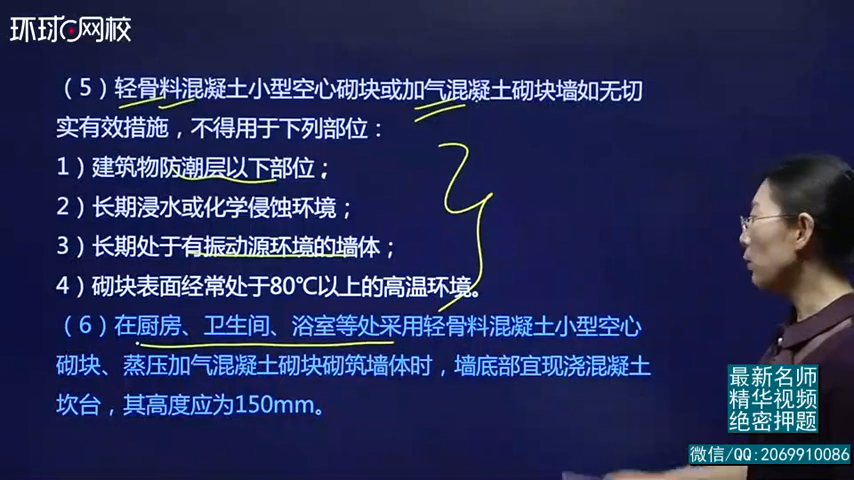 环球网校
（5）轻骨料混凝土小型空心砌块或加气混凝土砌块墙如无切
实有效措施，不得用于下列部位：
1）建筑物防潮层以下部位；
2）长期浸水或化学侵蚀环境；
3）长期处于有振动源环境的墙体；
4）砌块表面经常处于80℃以上的高温环境。
（6）在厨房、卫生间、浴室等处采用轻骨料混凝土小型空心
砌块、蒸压加气混凝土砌块砌筑墙体时，墙底部宜现浇混凝土
坎台，其高度应为150mm。
最新名师
精华视频
绝密押题
微信/QQ:2069910086